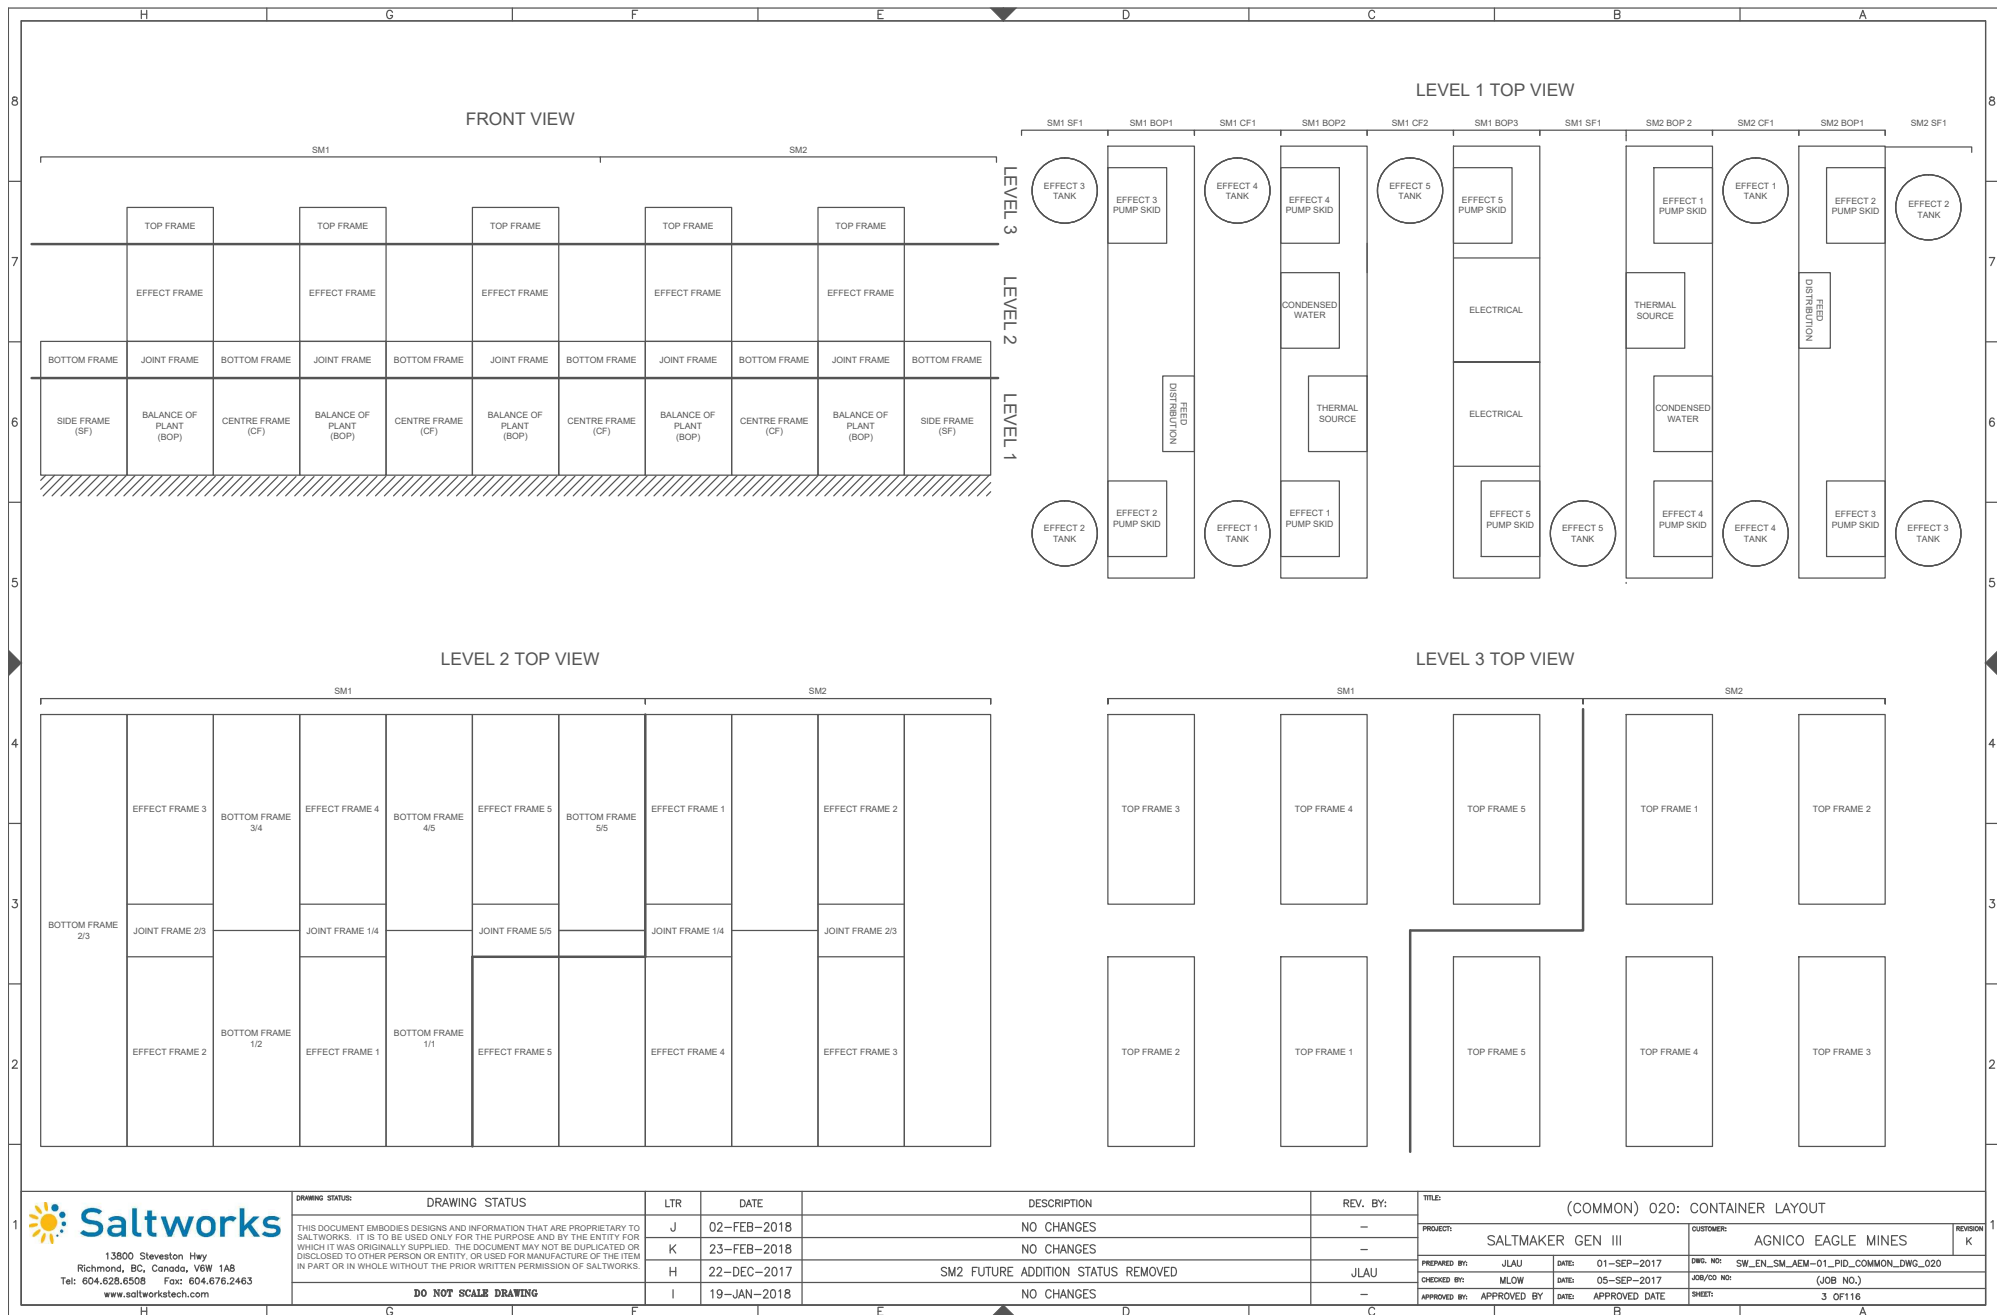 H G F E D C B A
8
7
6
5
4
3
2
1
FRONT VIEW
SM1 SM2
TOP FRAME TOP FRAME TOP FRAME TOP FRAME TOP FRAME
EFFECT FRAME EFFECT FRAME EFFECT FRAME EFFECT FRAME EFFECT FRAME
BOTTOM FRAME JOINT FRAME BOTTOM FRAME JOINT FRAME BOTTOM FRAME JOINT FRAME BOTTOM FRAME JOINT FRAME BOTTOM FRAME JOINT FRAME BOTTOM FRAME
SIDE FRAME
(SF)
BALANCE OF
PLANT
(BOP)
CENTRE FRAME
(CF)
BALANCE OF
PLANT
(BOP)
CENTRE FRAME
(CF)
BALANCE OF
PLANT
(BOP)
CENTRE FRAME
(CF)
BALANCE OF
PLANT
(BOP)
CENTRE FRAME
(CF)
BALANCE OF
PLANT
(BOP)
SIDE FRAME
(SF)
LEVEL 3
LEVEL 2
LEVEL 1
LEVEL 1 TOP VIEW
SM1 SF1 SM1 BOP1 SM1 CF1 SM1 BOP2 SM1 CF2 SM1 BOP3 SM1 SF1 SM2 BOP 2 SM2 CF1 SM2 BOP1 SM2 SF1
EFFECT 3
TANK
EFFECT 3
PUMP SKID
EFFECT 4
TANK
EFFECT 4
PUMP SKID
EFFECT 5
TANK
EFFECT 5
PUMP SKID
EFFECT 1
PUMP SKID
EFFECT 1
TANK
EFFECT 2
PUMP SKID
EFFECT 2
TANK
CONDENSED
WATER
ELECTRICAL
THERMAL
SOURCE
FEED
DISTRIBUTION
FEED
DISTRIBUTION
THERMAL
SOURCE
ELECTRICAL
CONDENSED
WATER
EFFECT 2
TANK
EFFECT 2
PUMP SKID
EFFECT 1
TANK
EFFECT 1
PUMP SKID
EFFECT 5
PUMP SKID
EFFECT 5
TANK
EFFECT 4
PUMP SKID
EFFECT 4
TANK
EFFECT 3
PUMP SKID
EFFECT 3
TANK
LEVEL 2 TOP VIEW
SM1 SM2
EFFECT FRAME 3
BOTTOM FRAME
3/4
EFFECT FRAME 4
BOTTOM FRAME
4/5
EFFECT FRAME 5
BOTTOM FRAME
5/5
EFFECT FRAME 1
EFFECT FRAME 2
BOTTOM FRAME
2/3
JOINT FRAME 2/3
JOINT FRAME 1/4
JOINT FRAME 5/5
JOINT FRAME 1/4
JOINT FRAME 2/3
EFFECT FRAME 2
BOTTOM FRAME
1/2
EFFECT FRAME 1
BOTTOM FRAME
1/1
EFFECT FRAME 5
EFFECT FRAME 4
EFFECT FRAME 3
LEVEL 3 TOP VIEW
SM1 SM2
TOP FRAME 3 TOP FRAME 4 TOP FRAME 5 TOP FRAME 1 TOP FRAME 2
TOP FRAME 2 TOP FRAME 1 TOP FRAME 5 TOP FRAME 4 TOP FRAME 3
8
7
6
5
4
3
2
1
Saltworks
13800 Steveston Hwy
Richmond, BC, Canada, V6W 1A8
Tel: 604.628.6508 Fax: 604.676.2463
www.saltworkstech.com
DRAWING STATUS: DRAWING STATUS
THIS DOCUMENT EMBODIES DESIGNS AND INFORMATION THAT ARE PROPRIETARY TO
SALTWORKS. IT IS TO BE USED ONLY FOR THE PURPOSE AND BY THE ENTITY FOR
WHICH IT WAS ORIGINALLY SUPPLIED. THE DOCUMENT MAY NOT BE DUPLICATED OR
DISCLOSED TO OTHER PERSON OR ENTITY, OR USED FOR MANUFACTURE OF THE ITEM
IN PART OR IN WHOLE WITHOUT THE PRIOR WRITTEN PERMISSION OF SALTWORKS.
DO NOT SCALE DRAWING
LTR DATE DESCRIPTION REV. BY:
J 02-FEB-2018 NO CHANGES -
K 23-FEB-2018 NO CHANGES -
H 22-DEC-2017 SM2 FUTURE ADDITION STATUS REMOVED JLAU
I 19-JAN-2018 NO CHANGES -
TITLE: (COMMON) 020: CONTAINER LAYOUT
PROJECT: SALTMAKER GEN III
CUSTOMER: AGNICO EAGLE MINES
REVISION
K
PREPARED BY: JLAU DATE: 01-SEP-2017 DWG. NO: SW_EN_SM_AEM-01_PID_COMMON_DWG_020
CHECKED BY: MLOW DATE: 05-SEP-2017 JOB/CO NO: (JOB NO.)
APPROVED BY: APPROVED BY DATE: APPROVED DATE SHEET: 3 OF116
H G F E D C B A